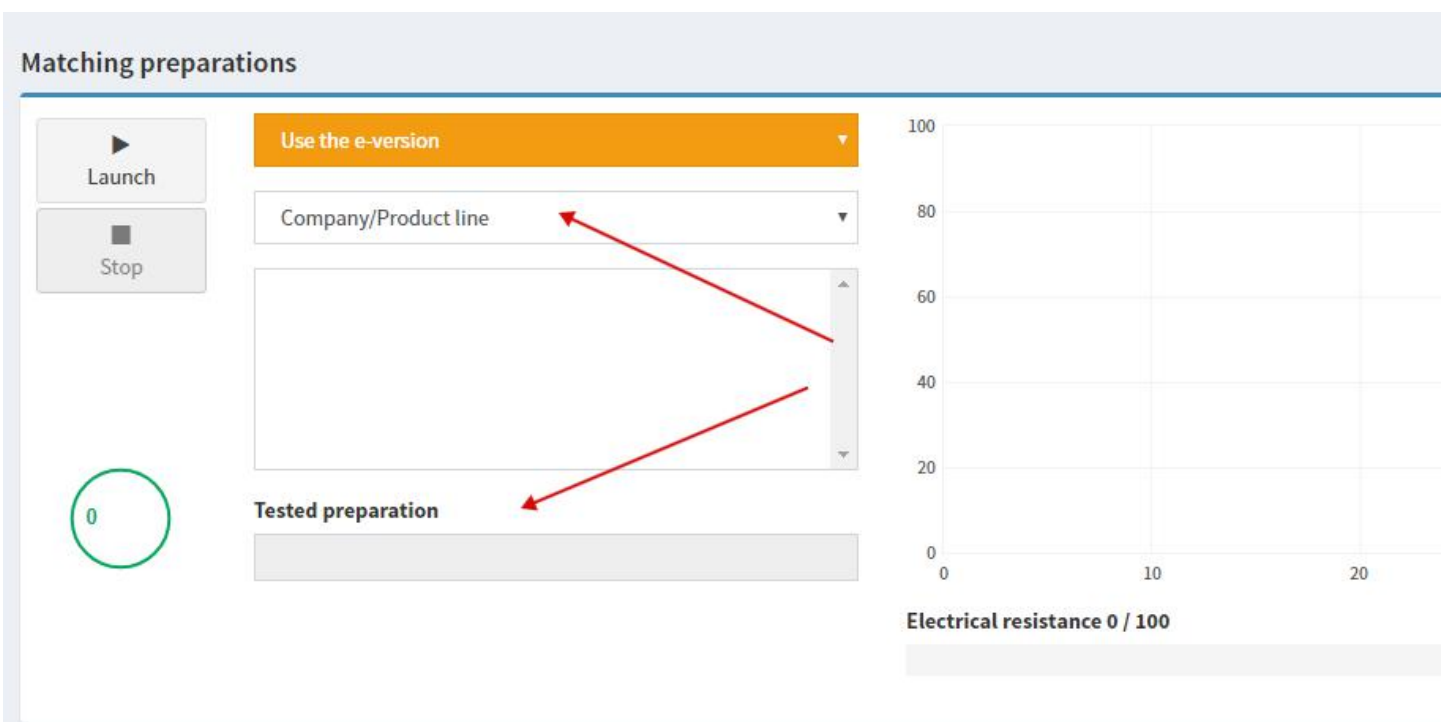 Matching preparations
Launch
Stop
0
Use the e-version
Company/Product line
Tested preparation
100
80
60
40
20
0
0 10 20
Electrical resistance 0 / 100